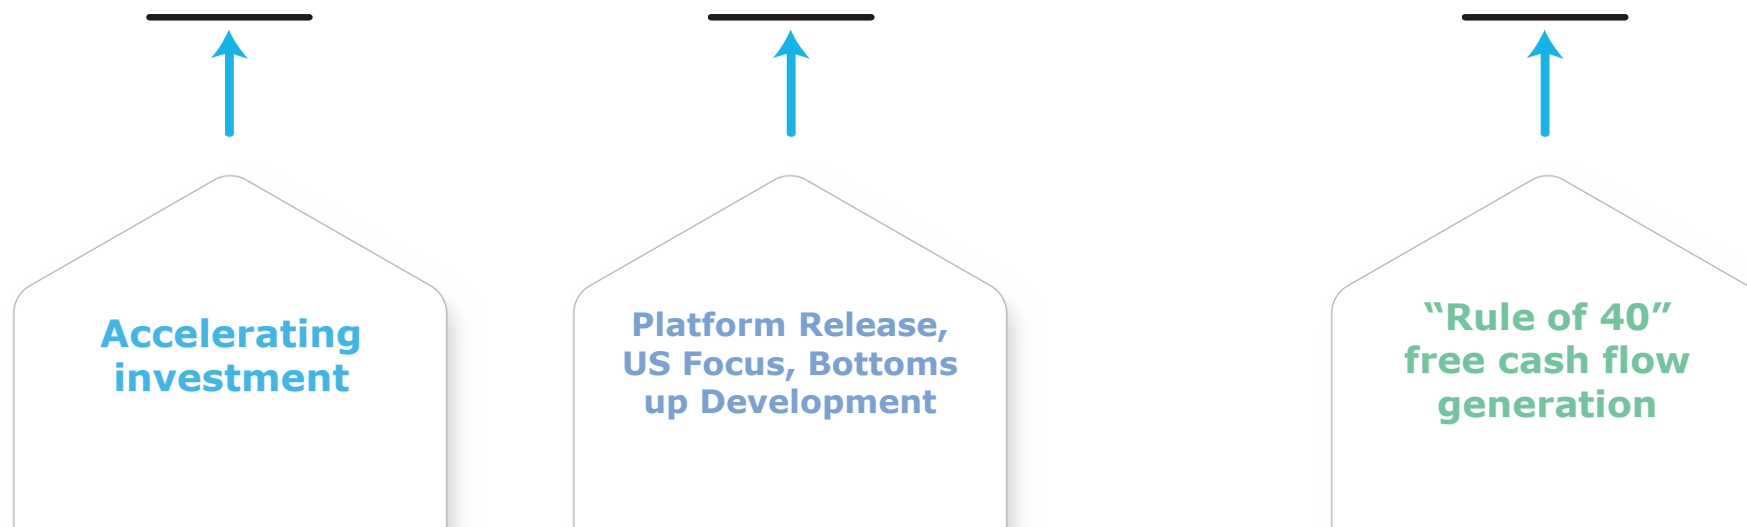 Accelerating
investment
Platform Release,
US Focus, Bottoms
up Development
“Rule of 40”
free cash flow
generation